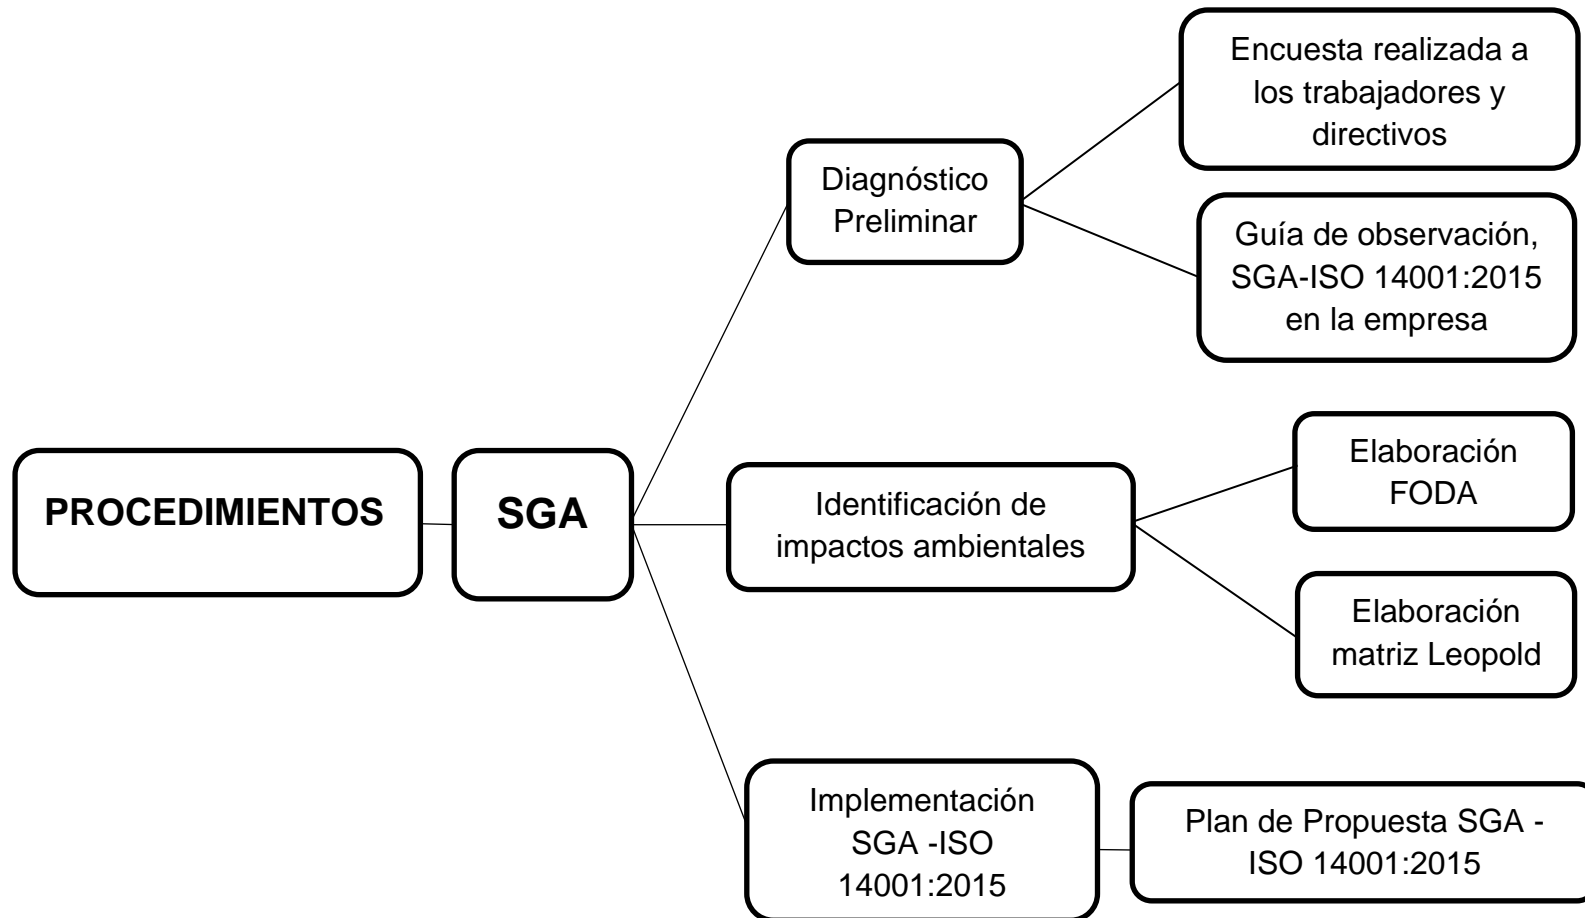 PROCEDIMIENTOS
SGA
Diagnóstico
Preliminar
Encuesta realizada a
los trabajadores y
directivos
Guía de observación,
SGA-ISO 14001:2015
en la empresa
Identificación de
impactos ambientales
Elaboración
FODA
Elaboración
matriz Leopold
Implementación
SGA -ISO
14001:2015
Plan de Propuesta SGA -
ISO 14001:2015